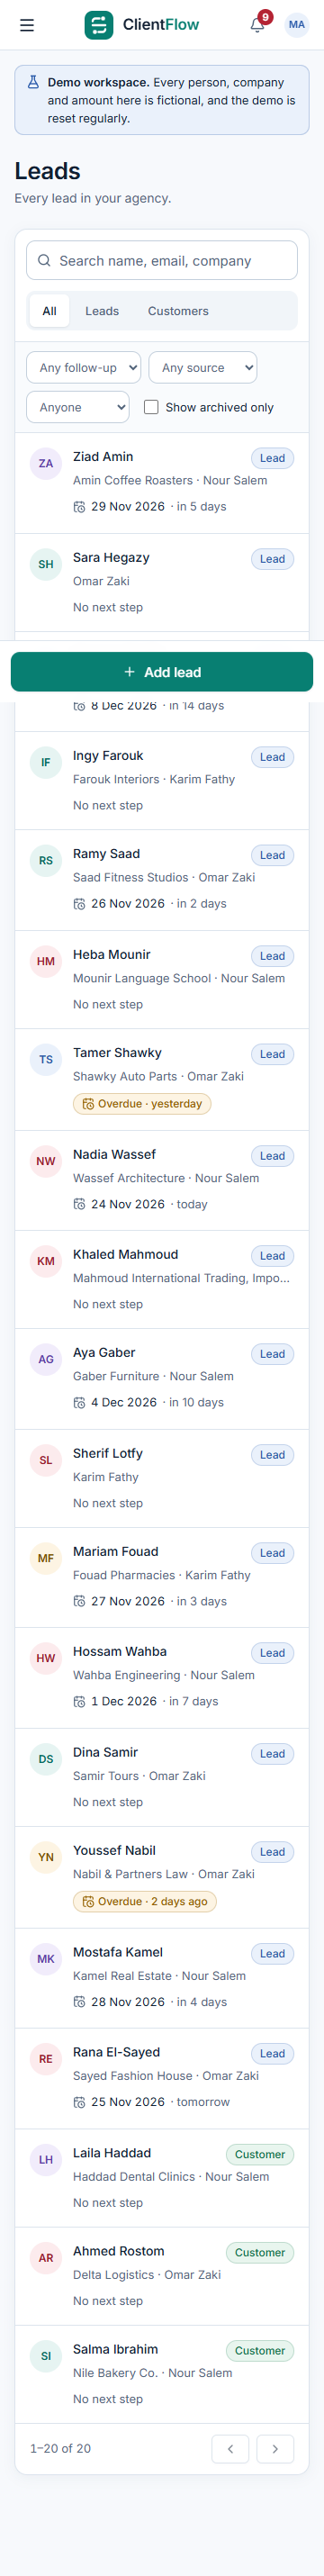 ClientFlow
9
MA
Demo workspace. Every person, company
and amount here is fictional, and the demo is
reset regularly.
Leads
Every lead in your agency.
Search name, email, company
All
Leads
Customers
Any follow-up
Any source
Anyone
Show archived only
ZA
Ziad Amin
Lead
Amin Coffee Roasters · Nour Salem
29 Nov 2026 · in 5 days
SH
Sara Hegazy
Lead
Omar Zaki
No next step
+ Add lead
8 Dec 2026 · in 14 days
IF
Ingy Farouk
Lead
Farouk Interiors · Karim Fathy
No next step
RS
Ramy Saad
Lead
Saad Fitness Studios · Omar Zaki
26 Nov 2026 · in 2 days
HM
Heba Mounir
Lead
Mounir Language School · Nour Salem
No next step
TS
Tamer Shawky
Lead
Shawky Auto Parts · Omar Zaki
Overdue · yesterday
NW
Nadia Wassef
Lead
Wassef Architecture · Nour Salem
24 Nov 2026 · today
KM
Khaled Mahmoud
Lead
Mahmoud International Trading, Impo...
No next step
AG
Aya Gaber
Lead
Gaber Furniture · Nour Salem
4 Dec 2026 · in 10 days
SL
Sherif Lotfy
Lead
Karim Fathy
No next step
MF
Mariam Fouad
Lead
Fouad Pharmacies · Karim Fathy
27 Nov 2026 · in 3 days
HW
Hossam Wahba
Lead
Wahba Engineering · Nour Salem
1 Dec 2026 · in 7 days
DS
Dina Samir
Lead
Samir Tours · Omar Zaki
No next step
YN
Youssef Nabil
Lead
Nabil & Partners Law · Omar Zaki
Overdue · 2 days ago
MK
Mostafa Kamel
Lead
Kamel Real Estate · Nour Salem
28 Nov 2026 · in 4 days
RE
Rana El-Sayed
Lead
Sayed Fashion House · Omar Zaki
25 Nov 2026 · tomorrow
LH
Laila Haddad
Customer
Haddad Dental Clinics · Nour Salem
No next step
AR
Ahmed Rostom
Customer
Delta Logistics · Omar Zaki
No next step
SI
Salma Ibrahim
Customer
Nile Bakery Co. · Nour Salem
No next step
1–20 of 20